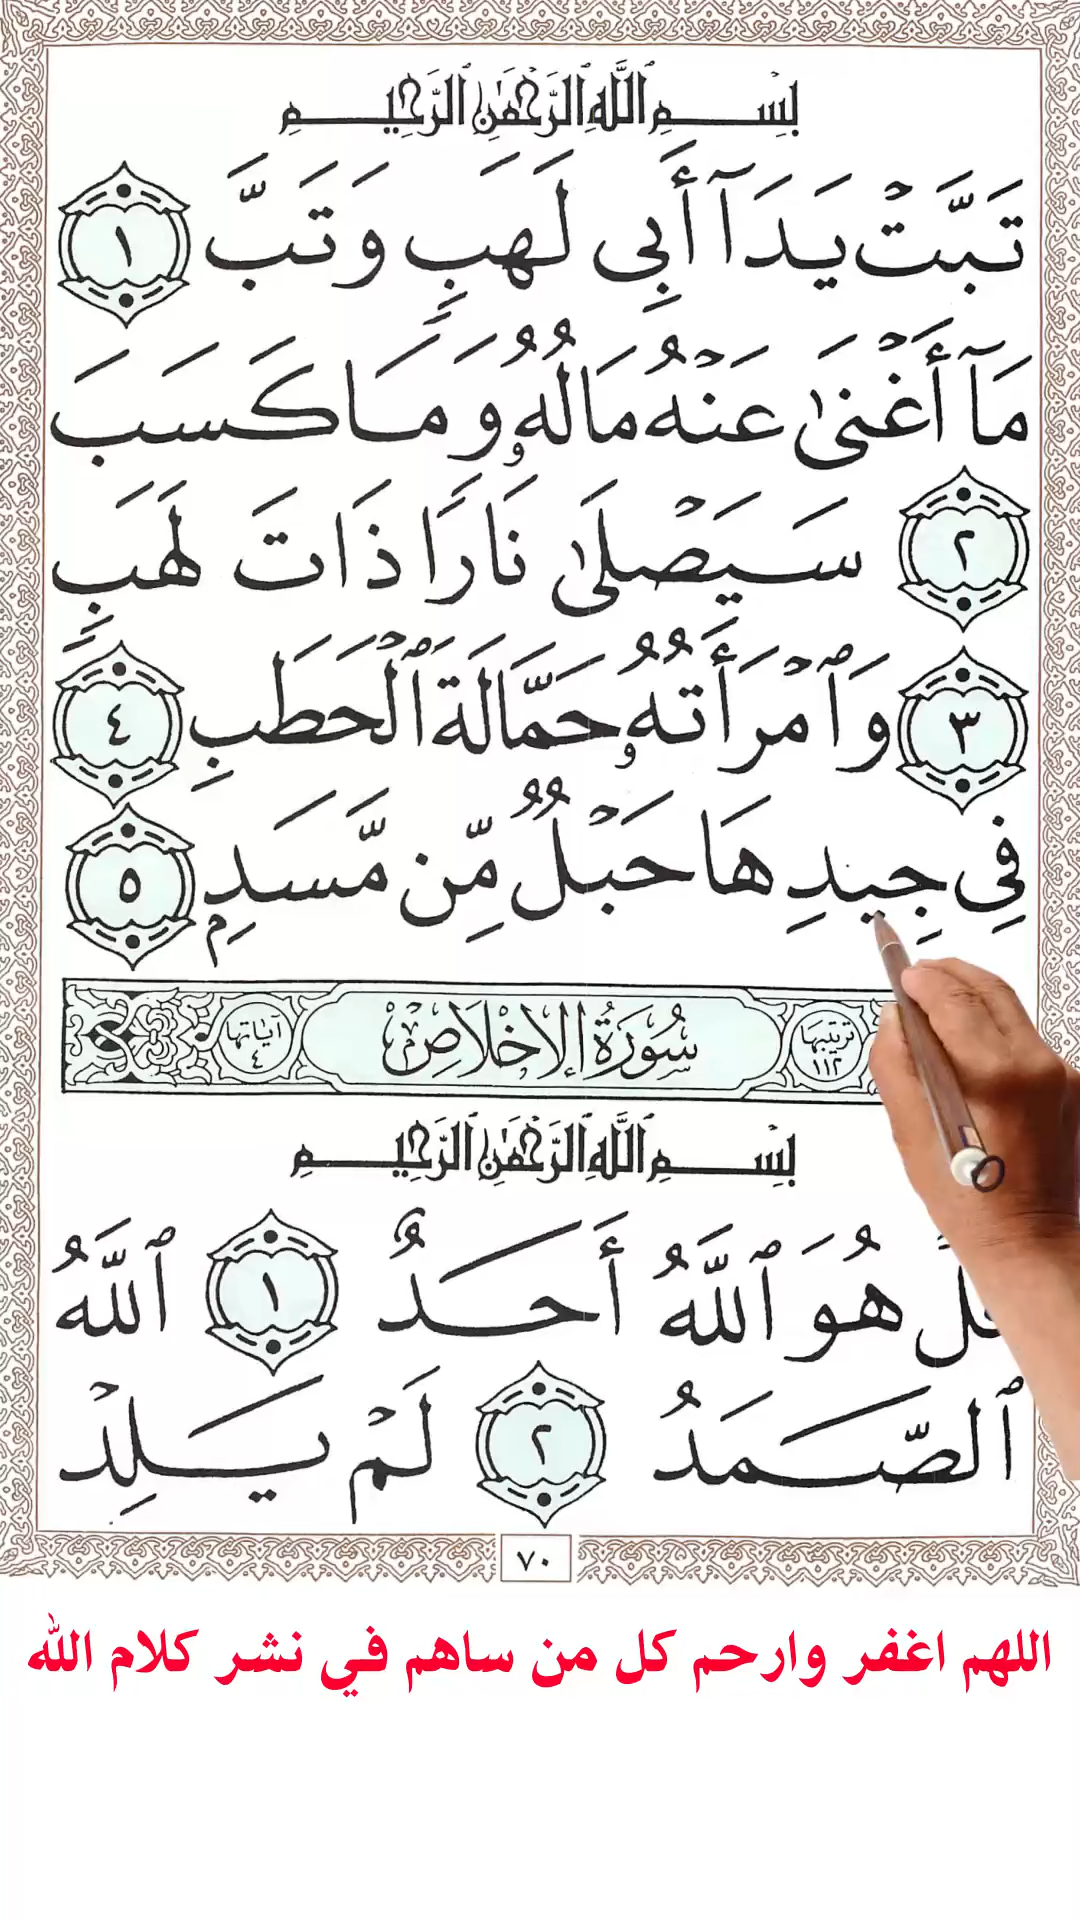 بِسْمِ ٱللَّهِ ٱلرَّحْمَٰنِ ٱلرَّحِيمِ
تَبَّتْ يَدَآ أَبِى لَهَبٍ وَتَبَّ ١
مَآ أَغْنَىٰ عَنْهُ مَالُهُۥ وَمَا كَسَبَ
٢ سَيَصْلَىٰ نَارًا ذَاتَ لَهَبٍ
٣ وَٱمْرَأَتُهُۥ حَمَّالَةَ ٱلْحَطَبِ ٤
فِى جِيدِهَا حَبْلٌ مِّن مَّسَدٍۭ ٥
ترتيبها ١١٢ سُورَةُ الإِخْلَاصِ آياتها ٤
بِسْمِ ٱللَّهِ ٱلرَّحْمَٰنِ ٱلرَّحِيمِ
قُلْ هُوَ ٱللَّهُ أَحَدٌ ١ ٱللَّهُ
ٱلصَّمَدُ ٢ لَمْ يَلِدْ
٧٠
اللهم اغفر وارحم كل من ساهم في نشر كلام الله